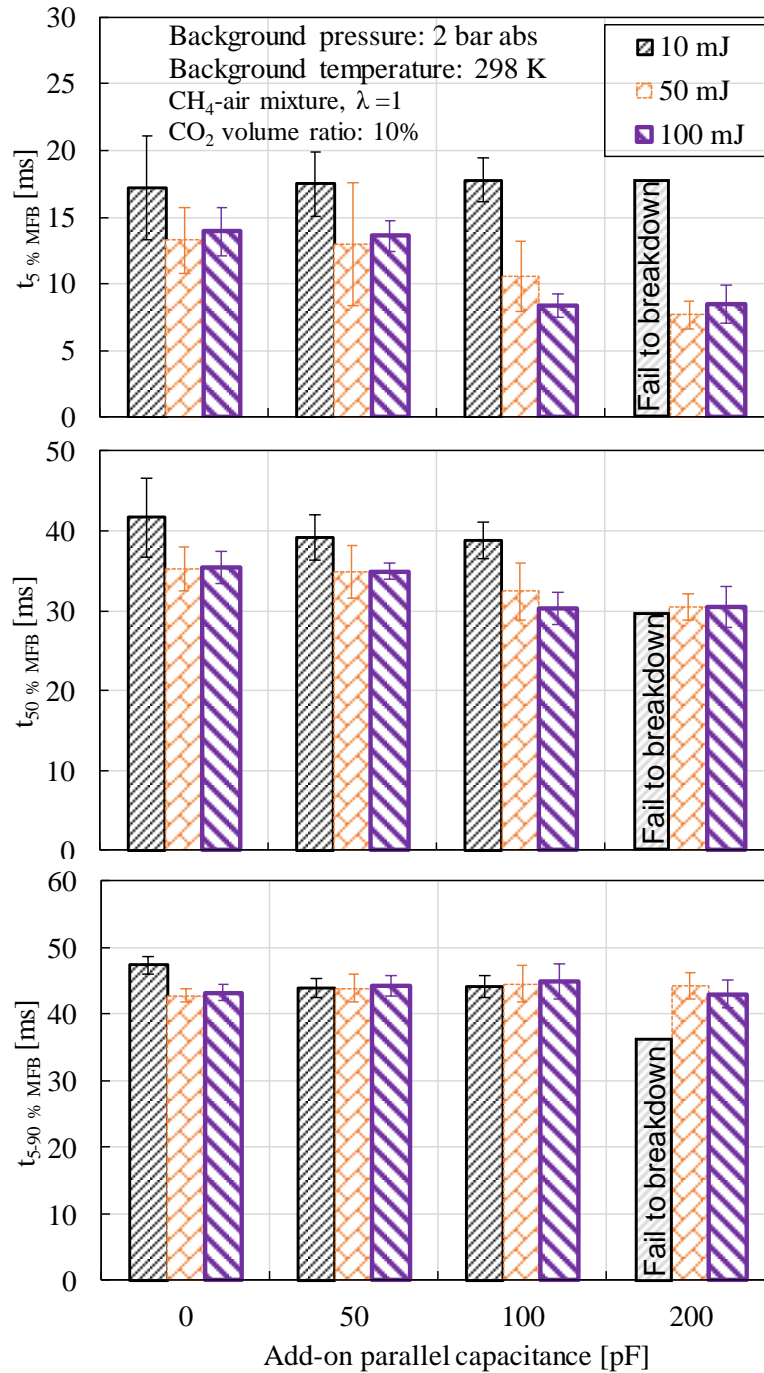 30
25
20
15
10
5
0
t5 % MFB [ms]
Background pressure: 2 bar abs
Background temperature: 298 K
CH4-air mixture, λ =1
CO2 volume ratio: 10%
10 mJ
50 mJ
100 mJ
Fail to breakdown
50
40
30
20
10
0
t50 % MFB [ms]
Fail to breakdown
60
50
40
30
20
10
0
t5-90 % MFB [ms]
Fail to breakdown
0 50 100 200
Add-on parallel capacitance [pF]